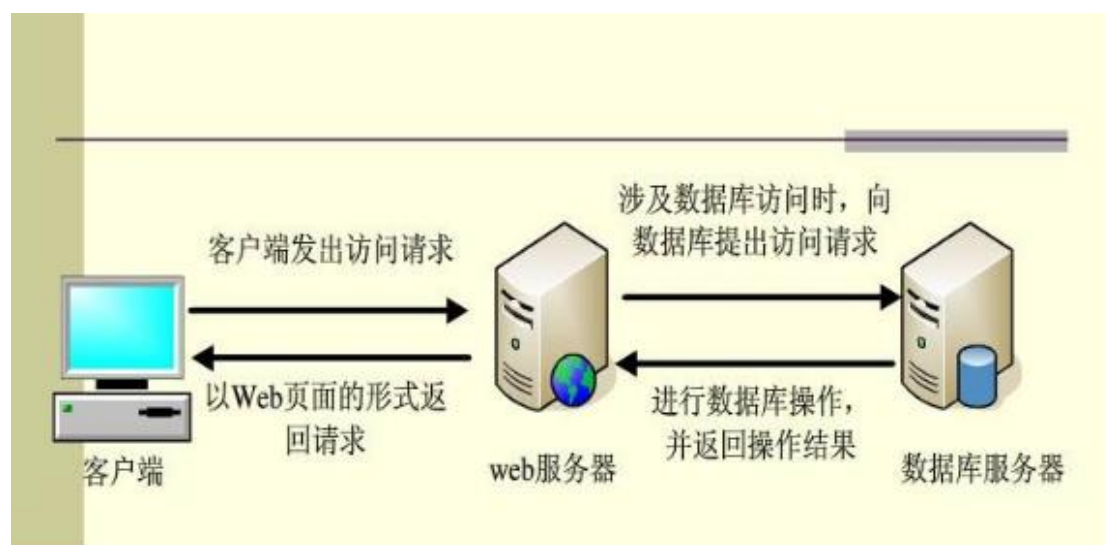 涉及数据库访问时，向
数据库提出访问请求
客户端发出访问请求
以Web页面的形式返
回请求
进行数据库操作，
并返回操作结果
客户端
web服务器
数据库服务器